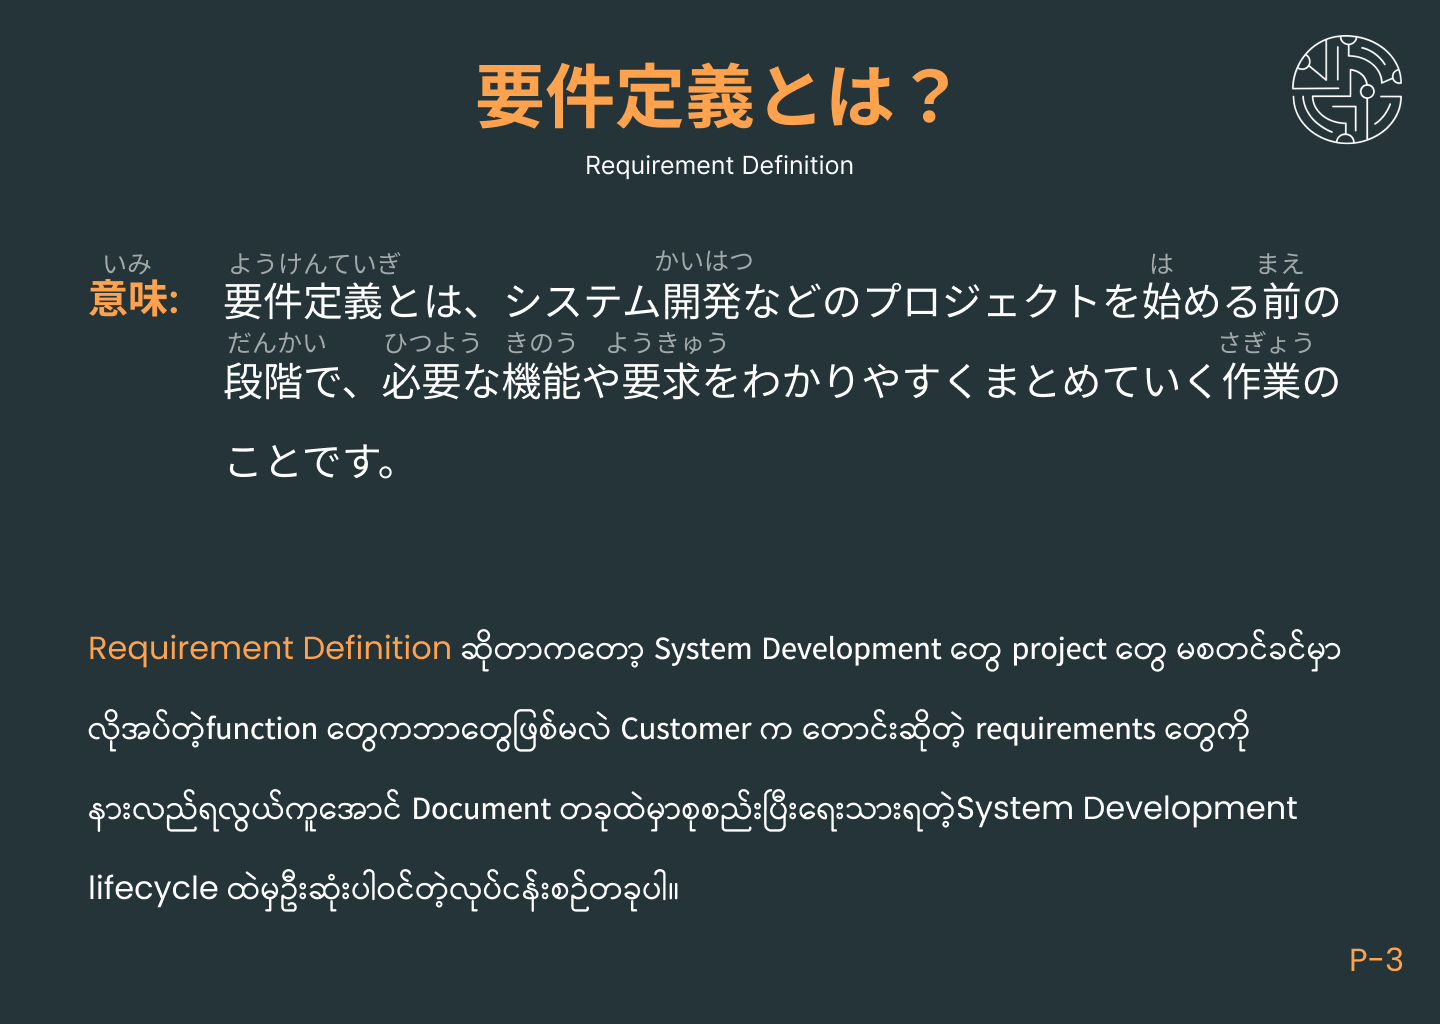 要件定義とは？
Requirement Definition
いみ ようけんていぎ かいはつ は まえ
意味: 要件定義とは、システム開発などのプロジェクトを始める前の
だんかい ひつよう きのう ようきゅう さぎょう
段階で、必要な機能や要求をわかりやすくまとめていく作業の
ことです。
Requirement Definition ဆိုတာကတော့ System Development တွေ project တွေ မစတင်ခင်မှာ
လိုအပ်တဲ့function တွေကဘာတွေဖြစ်မလဲ Customer က တောင်းဆိုတဲ့ requirements တွေကို
နားလည်ရလွယ်ကူအောင် Document တခုထဲမှာစုစည်းပြီးရေးသားရတဲ့System Development
lifecycle ထဲမှဦးဆုံးပါဝင်တဲ့လုပ်ငန်းစဉ်တခုပါ။
P-3